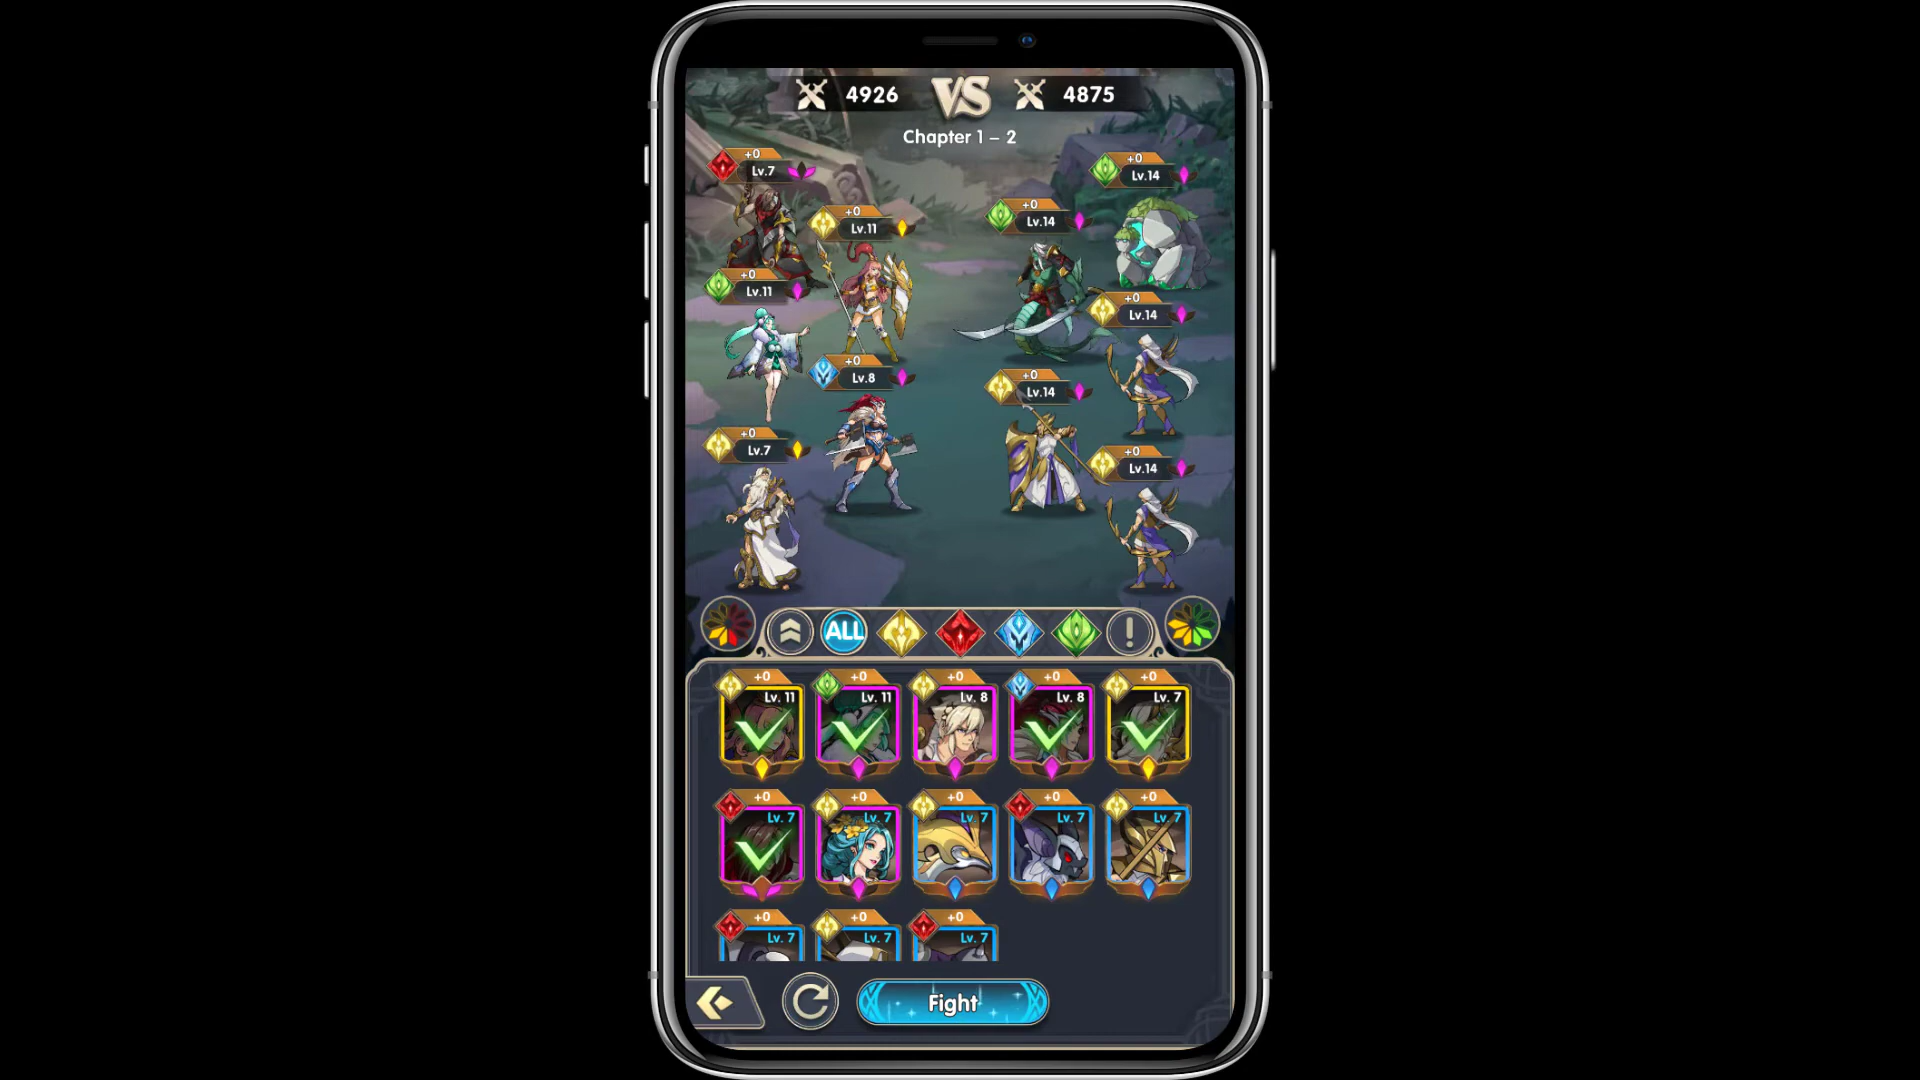 4926 VS 4875
Chapter 1 – 2
+0
Lv.7
+0
Lv.14
+0
Lv.14
+0
Lv.11
+0
Lv.11
+0
Lv.14
+0
Lv.8
+0
Lv.14
+0
Lv.7
+0
Lv.14
ALL
+0 +0 +0 +0 +0
Lv. 11 Lv. 11 Lv. 8 Lv. 8 Lv. 7
+0 +0 +0 +0 +0
Lv. 7 Lv. 7 Lv. 7 Lv. 7 Lv. 7
+0 +0 +0
Lv. 7 Lv. 7 Lv. 7
Fight